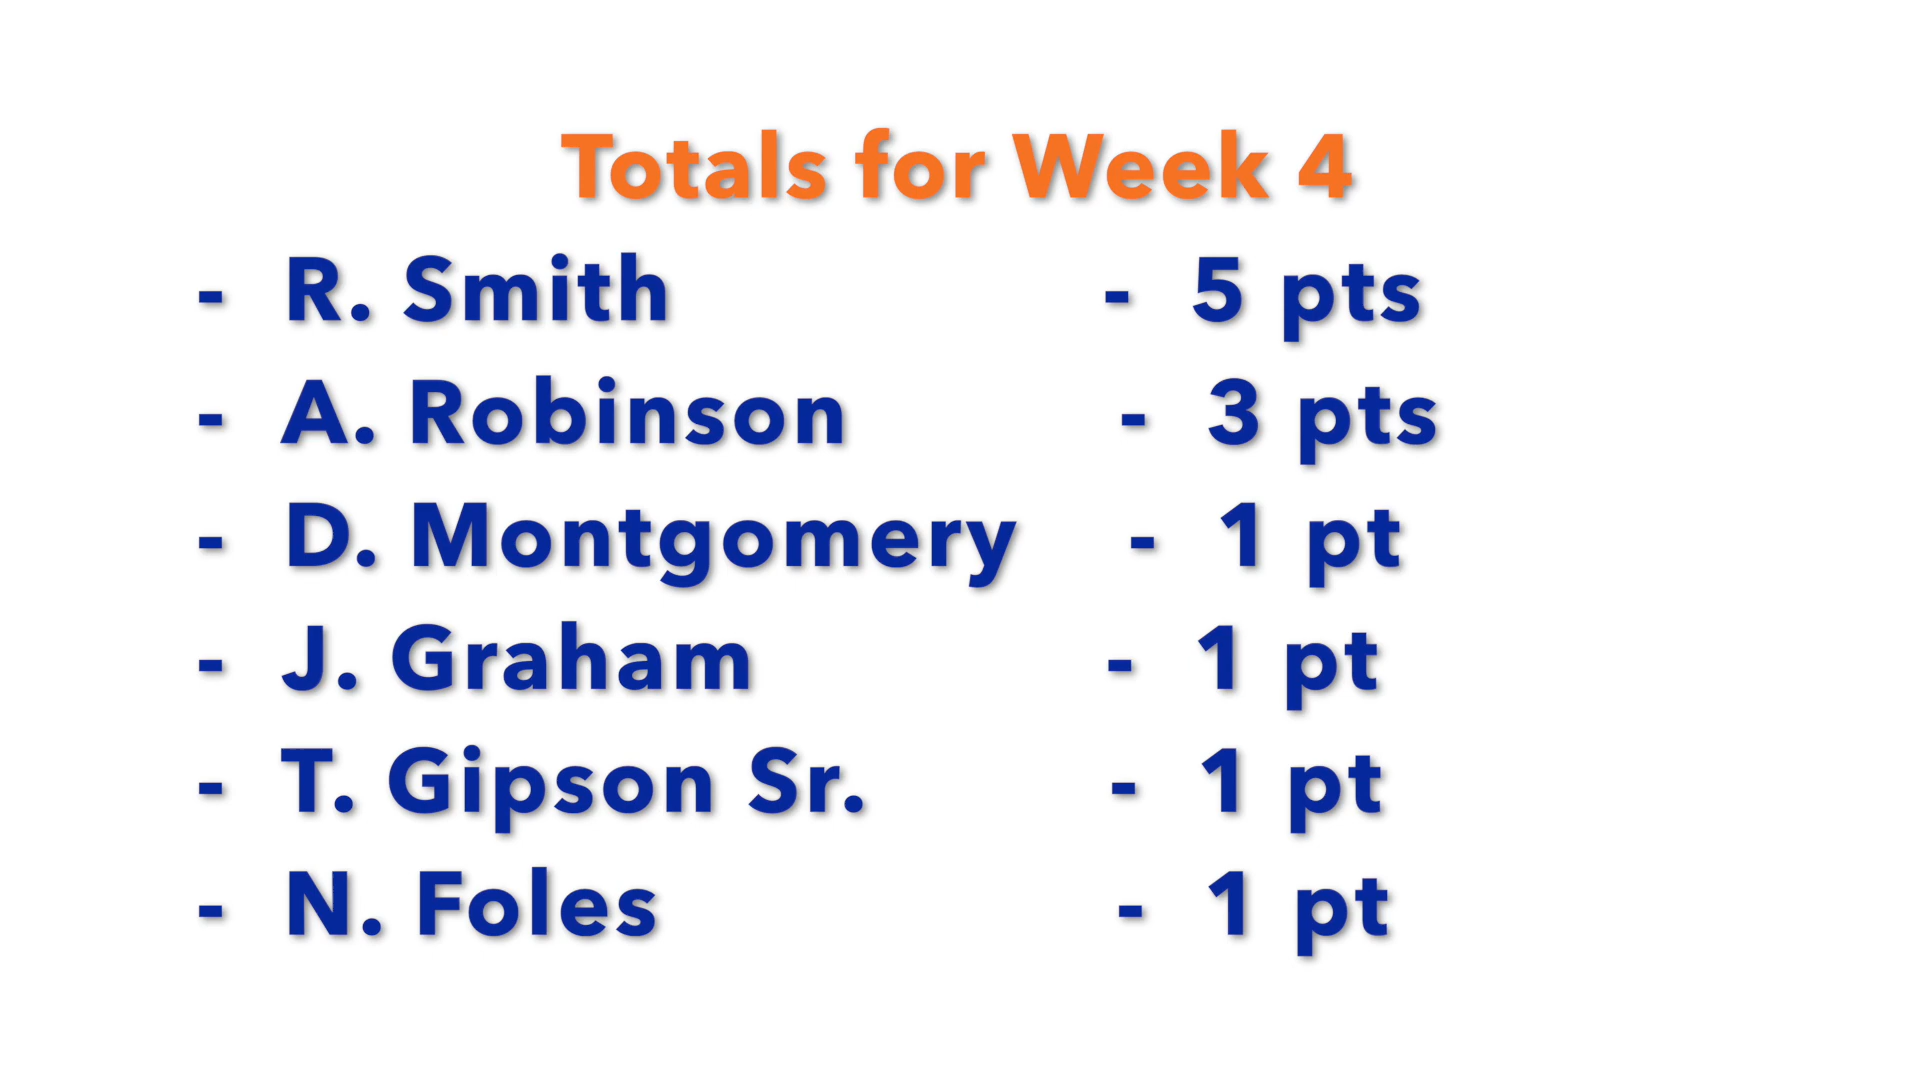 Totals for Week 4
- R. Smith - 5 pts
- A. Robinson - 3 pts
- D. Montgomery - 1 pt
- J. Graham - 1 pt
- T. Gipson Sr. - 1 pt
- N. Foles - 1 pt